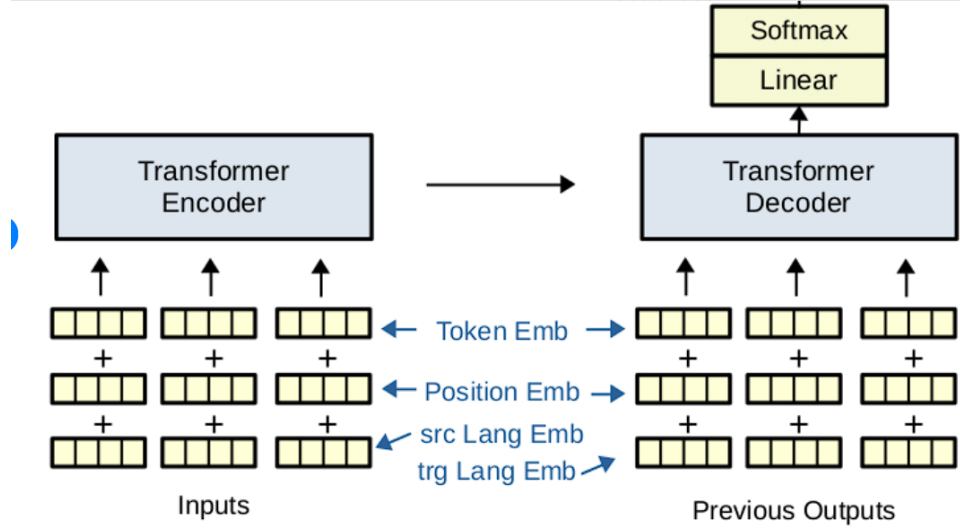 Softmax
Linear
Transformer
Encoder
Transformer
Decoder
Token Emb
+ + + + + +
Position Emb
+ + + + + +
src Lang Emb
trg Lang Emb
Inputs
Previous Outputs